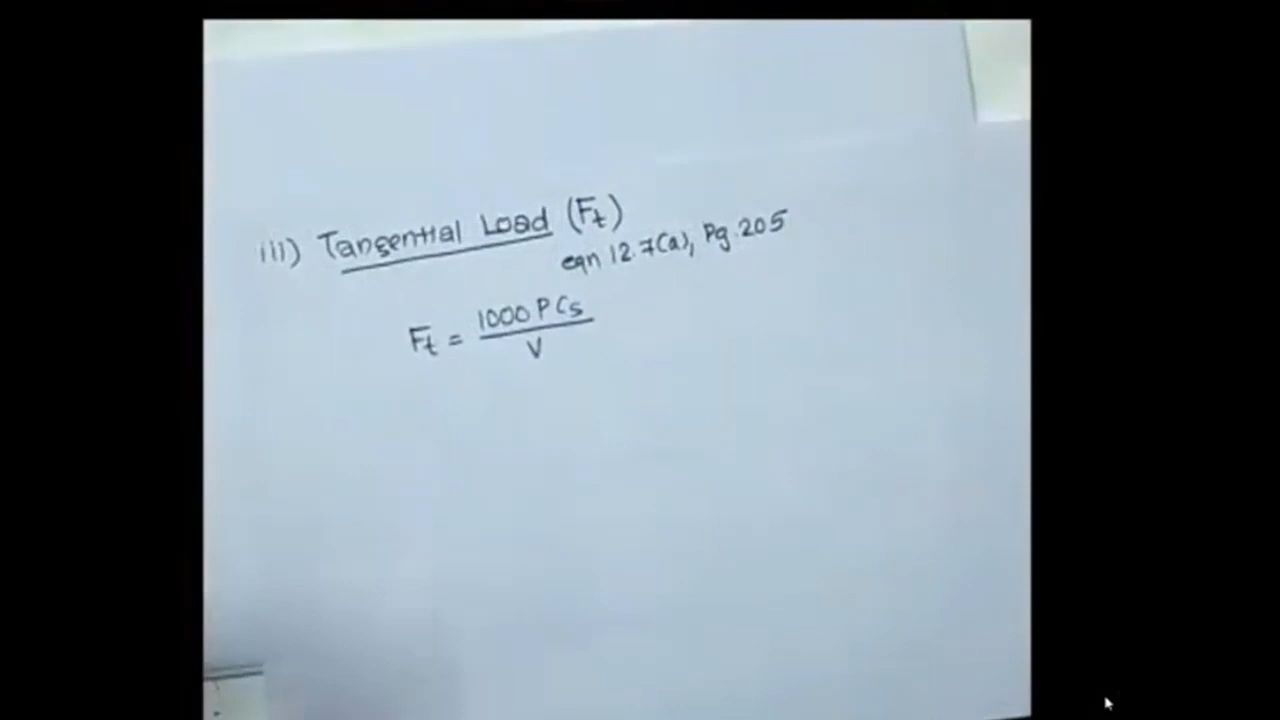 iii) Tangential Load (Ft)
eqn 12.7(a), Pg.205
Ft = 1000 P Cs / V